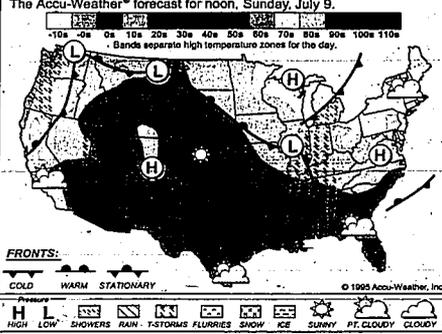 The Accu-Weather® forecast for noon, Sunday, July 9.
-10s -0s 0s 10s 20s 30s 40s 50s 60s 70s 80s 90s 100s 110s
Bands separate high temperature zones for the day.
L
L
H
L
H
H
FRONTS:
COLD WARM STATIONARY
© 1995 Accu-Weather, Inc
Pressure
H L
HIGH LOW SHOWERS RAIN T-STORMS FLURRIES SNOW ICE SUNNY PT. CLOUDY CLOUDY